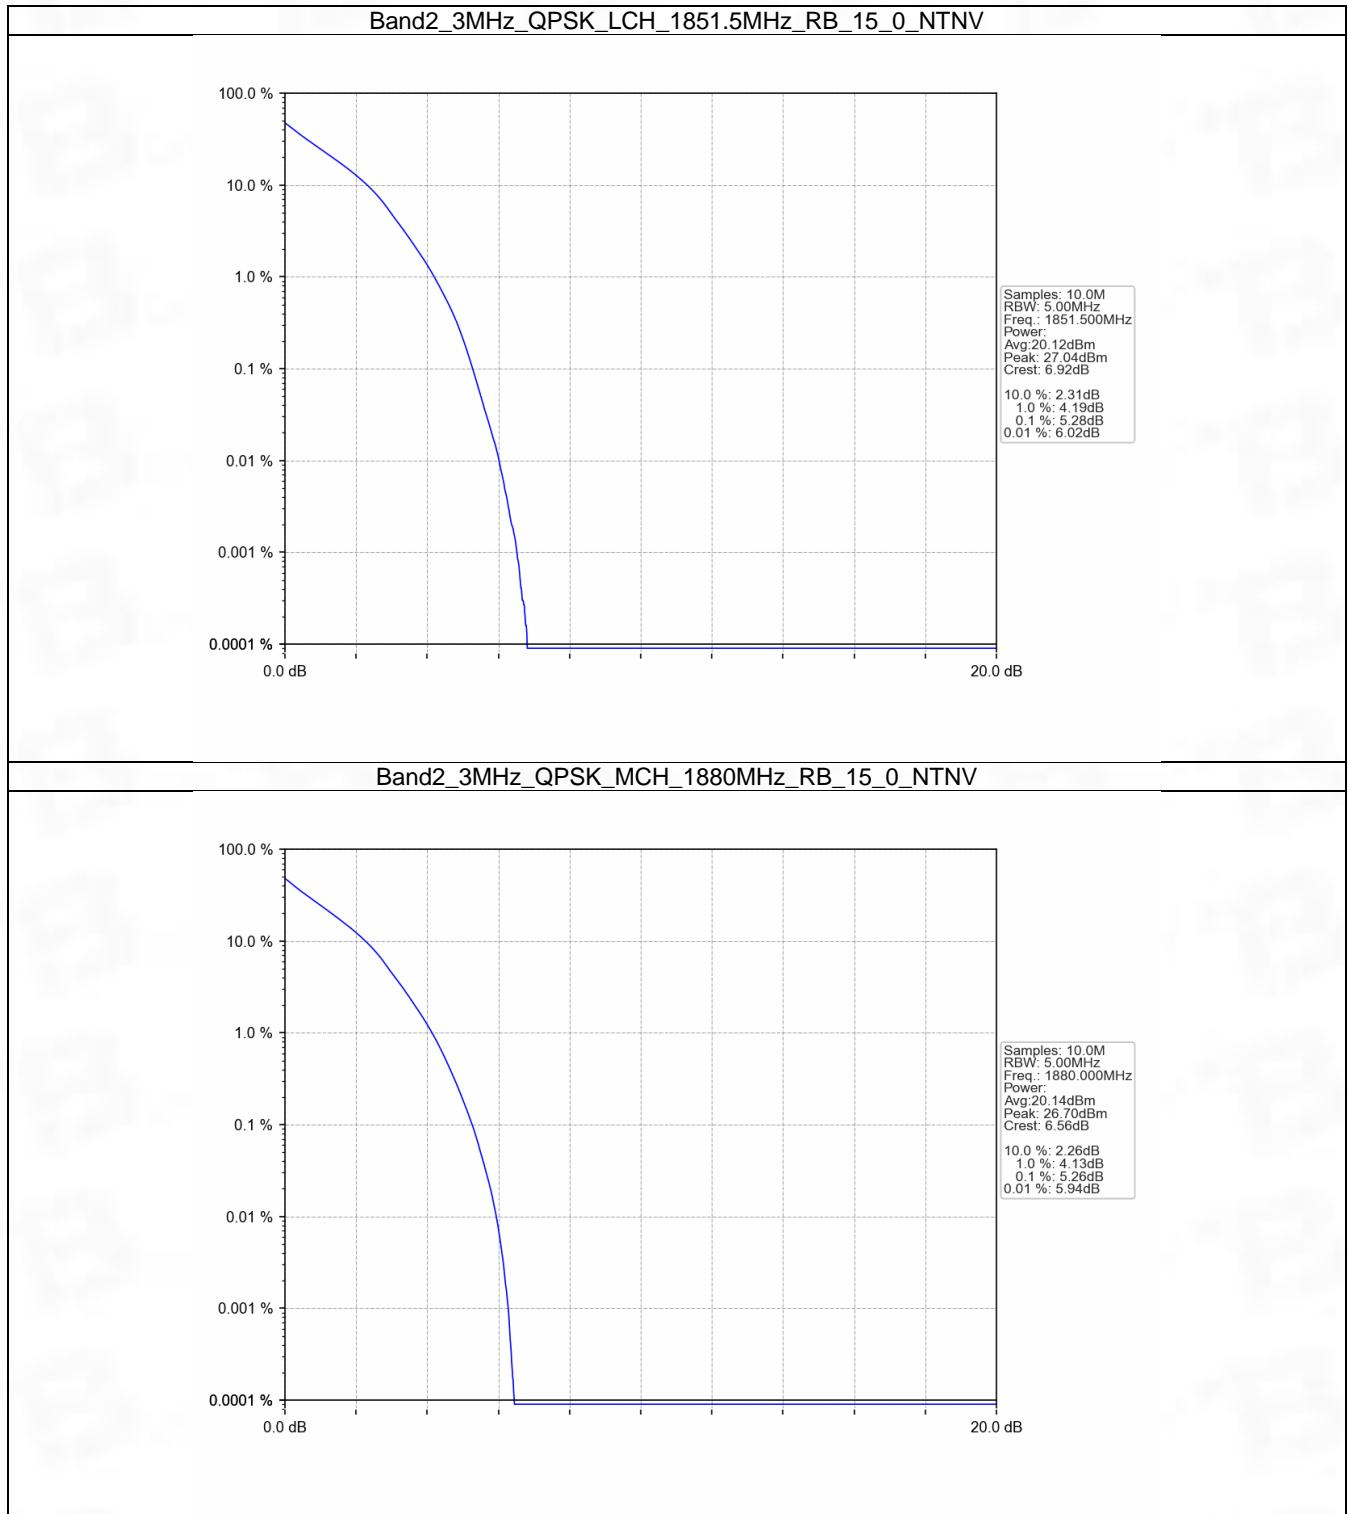 Band2_3MHz_QPSK_LCH_1851.5MHz_RB_15_0_NTNV
100.0 %
10.0 %
1.0 %
0.1 %
0.01 %
0.001 %
0.0001 %
0.0 dB
20.0 dB
Samples: 10.0M
RBW: 5.00MHz
Freq.: 1851.500MHz
Power:
Avg:20.12dBm
Peak: 27.04dBm
Crest: 6.92dB
10.0 %: 2.31dB
1.0 %: 4.19dB
0.1 %: 5.28dB
0.01 %: 6.02dB
Band2_3MHz_QPSK_MCH_1880MHz_RB_15_0_NTNV
100.0 %
10.0 %
1.0 %
0.1 %
0.01 %
0.001 %
0.0001 %
0.0 dB
20.0 dB
Samples: 10.0M
RBW: 5.00MHz
Freq.: 1880.000MHz
Power:
Avg:20.14dBm
Peak: 26.70dBm
Crest: 6.56dB
10.0 %: 2.26dB
1.0 %: 4.13dB
0.1 %: 5.26dB
0.01 %: 5.94dB